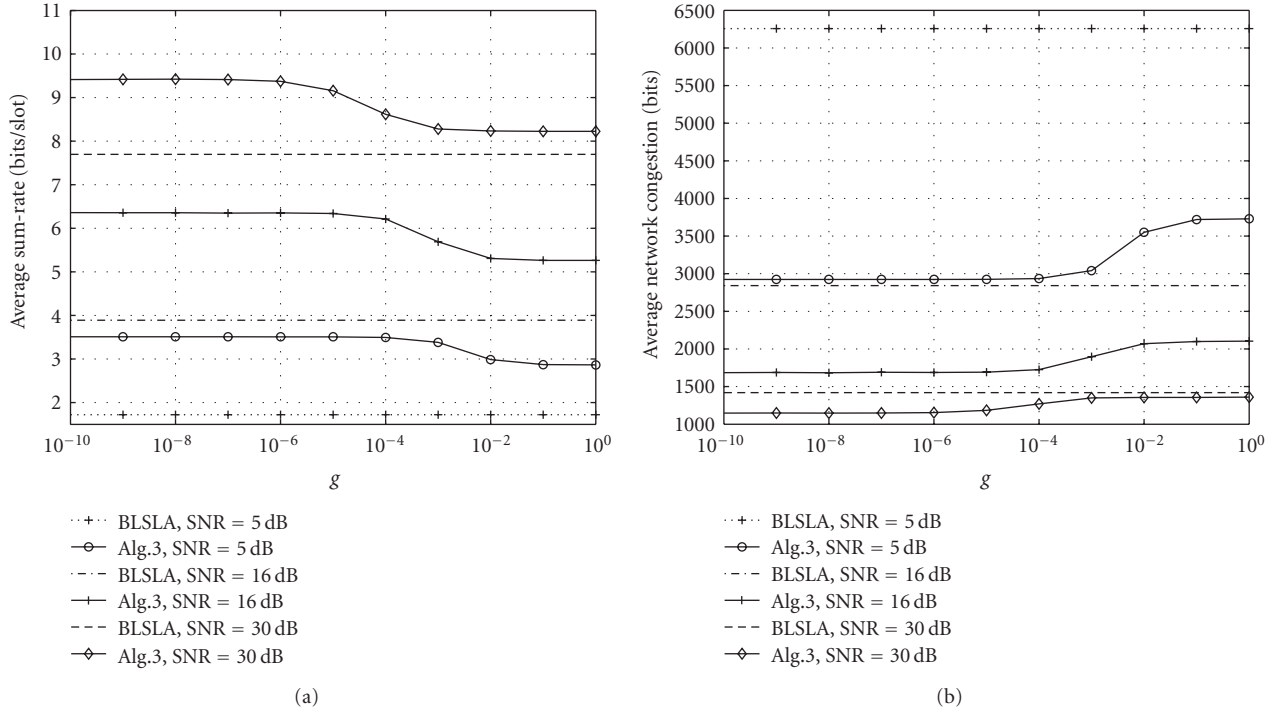 11
10
9
8
7
6
5
4
3
2
Average sum-rate (bits/slot)
10⁻¹⁰ 10⁻⁸ 10⁻⁶ 10⁻⁴ 10⁻² 10⁰
g
BLSLA, SNR = 5 dB
Alg.3, SNR = 5 dB
BLSLA, SNR = 16 dB
Alg.3, SNR = 16 dB
BLSLA, SNR = 30 dB
Alg.3, SNR = 30 dB
(a)
6500
6000
5500
5000
4500
4000
3500
3000
2500
2000
1500
1000
Average network congestion (bits)
10⁻¹⁰ 10⁻⁸ 10⁻⁶ 10⁻⁴ 10⁻² 10⁰
g
BLSLA, SNR = 5 dB
Alg.3, SNR = 5 dB
BLSLA, SNR = 16 dB
Alg.3, SNR = 16 dB
BLSLA, SNR = 30 dB
Alg.3, SNR = 30 dB
(b)